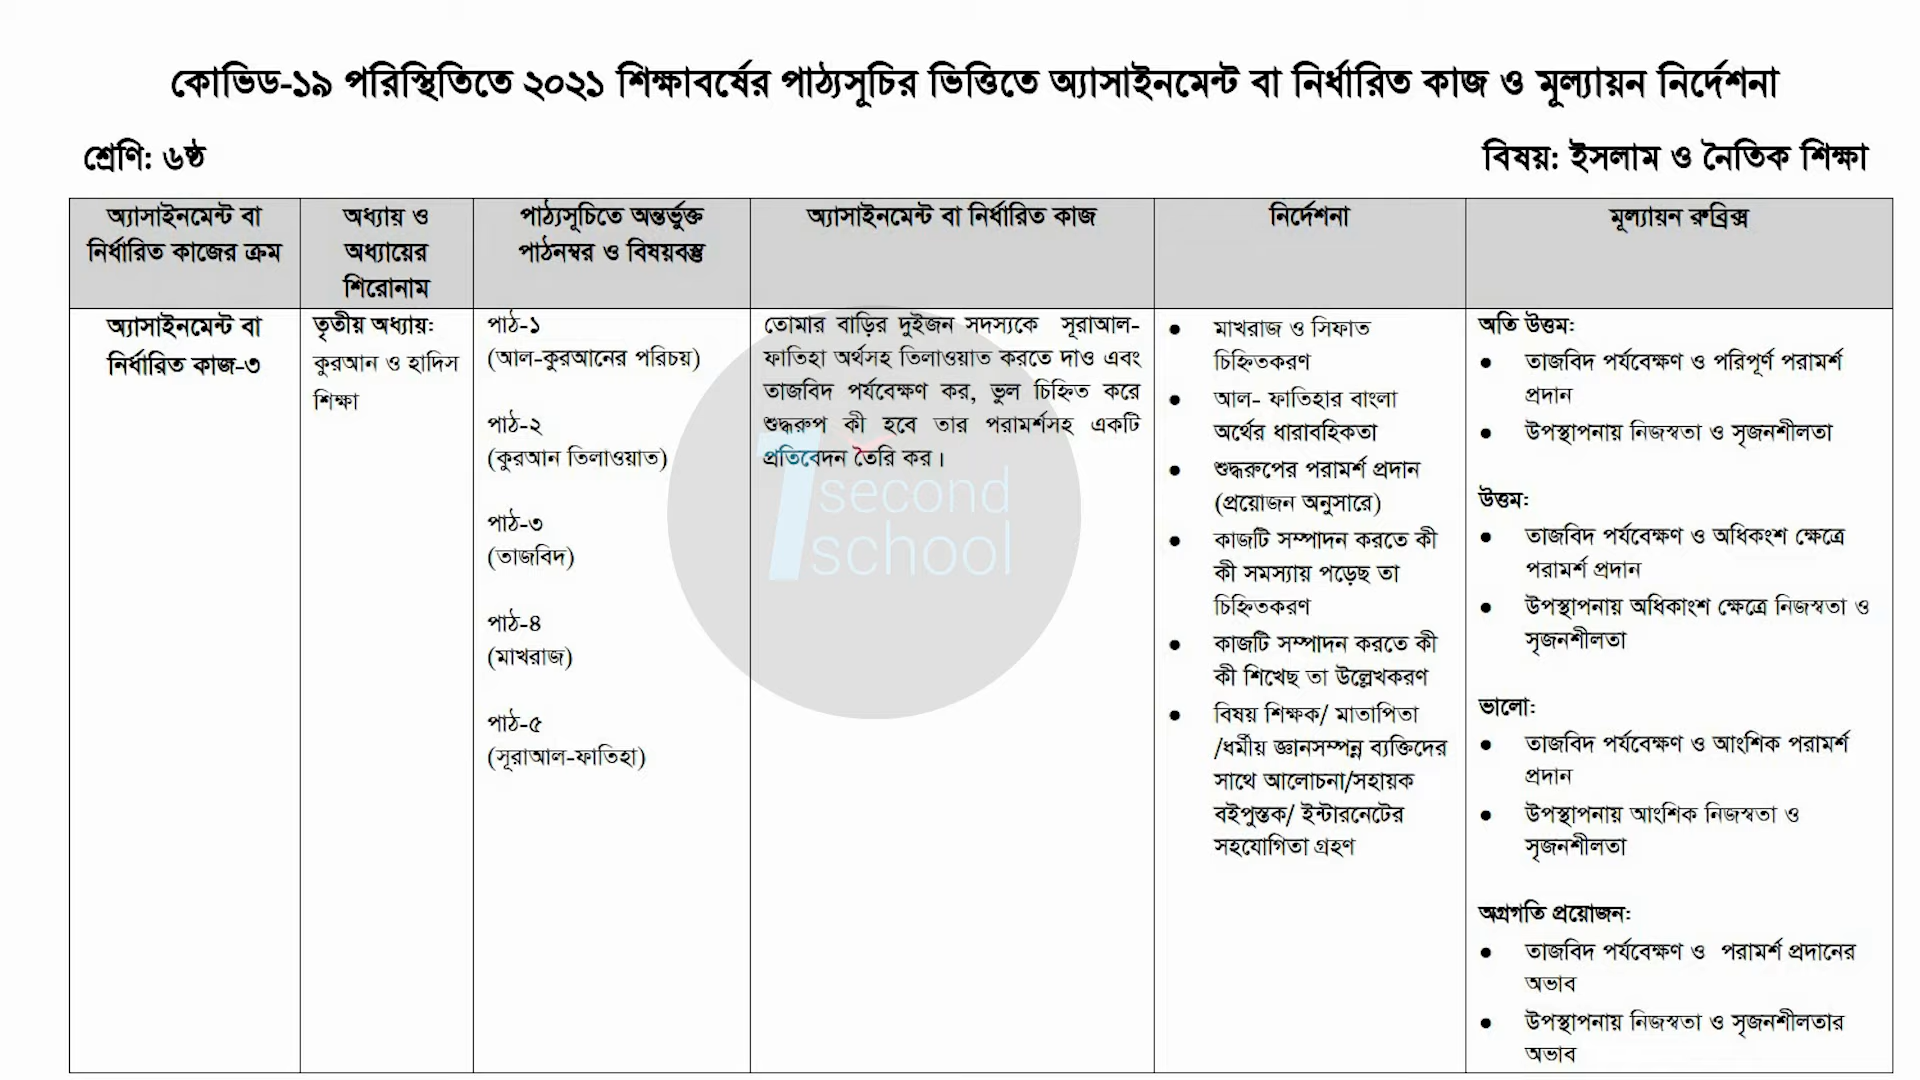 কোভিড-১৯ পরিস্থিতিতে ২০২১ শিক্ষাবর্ষের পাঠ্যসূচির ভিত্তিতে অ্যাসাইনমেন্ট বা নির্ধারিত কাজ ও মূল্যায়ন নির্দেশনা
শ্রেণি: ৬ষ্ঠ
বিষয়: ইসলাম ও নৈতিক শিক্ষা
অ্যাসাইনমেন্ট বা
নির্ধারিত কাজের ক্রম
অধ্যায় ও
অধ্যায়ের
শিরোনাম
পাঠ্যসূচিতে অন্তর্ভুক্ত
পাঠনম্বর ও বিষয়বস্তু
অ্যাসাইনমেন্ট বা নির্ধারিত কাজ
নির্দেশনা
মূল্যায়ন রুব্রিক্স
অ্যাসাইনমেন্ট বা
নির্ধারিত কাজ-৩
তৃতীয় অধ্যায়:
কুরআন ও হাদিস
শিক্ষা
পাঠ-১
(আল-কুরআনের পরিচয়)
পাঠ-২
(কুরআন তিলাওয়াত)
পাঠ-৩
(তাজবিদ)
পাঠ-৪
(মাখরাজ)
পাঠ-৫
(সূরাআল-ফাতিহা)
তোমার বাড়ির দুইজন সদস্যকে সূরাআল-
ফাতিহা অর্থসহ তিলাওয়াত করতে দাও এবং
তাজবিদ পর্যবেক্ষণ কর, ভুল চিহ্নিত করে
শুদ্ধরুপ কী হবে তার পরামর্শসহ একটি
প্রতিবেদন তৈরি কর।
1 second
school
● মাখরাজ ও সিফাত
চিহ্নিতকরণ
● আল- ফাতিহার বাংলা
অর্থের ধারাবহিকতা
● শুদ্ধরুপের পরামর্শ প্রদান
(প্রয়োজন অনুসারে)
● কাজটি সম্পাদন করতে কী
কী সমস্যায় পড়েছ তা
চিহ্নিতকরণ
● কাজটি সম্পাদন করতে কী
কী শিখেছ তা উল্লেখকরণ
● বিষয় শিক্ষক/ মাতাপিতা
/ধর্মীয় জ্ঞানসম্পন্ন ব্যক্তিদের
সাথে আলোচনা/সহায়ক
বইপুস্তক/ ইন্টারনেটের
সহযোগিতা গ্রহণ
অতি উত্তম:
● তাজবিদ পর্যবেক্ষণ ও পরিপূর্ণ পরামর্শ
প্রদান
● উপস্থাপনায় নিজস্বতা ও সৃজনশীলতা
উত্তম:
● তাজবিদ পর্যবেক্ষণ ও অধিকংশ ক্ষেত্রে
পরামর্শ প্রদান
● উপস্থাপনায় অধিকাংশ ক্ষেত্রে নিজস্বতা ও
সৃজনশীলতা
ভালো:
● তাজবিদ পর্যবেক্ষণ ও আংশিক পরামর্শ
প্রদান
● উপস্থাপনায় আংশিক নিজস্বতা ও
সৃজনশীলতা
অগ্রগতি প্রয়োজন:
● তাজবিদ পর্যবেক্ষণ ও পরামর্শ প্রদানের
অভাব
● উপস্থাপনায় নিজস্বতা ও সৃজনশীলতার
অভাব